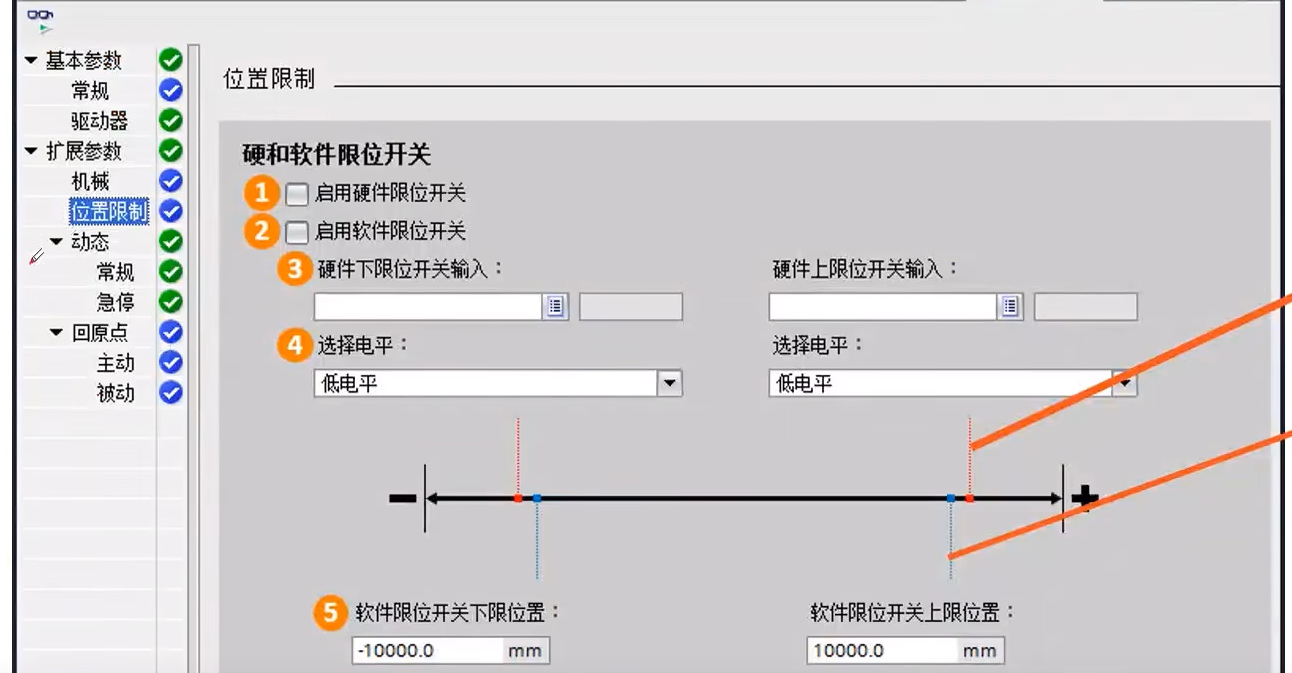 基本参数
常规
驱动器
扩展参数
机械
位置限制
动态
常规
急停
回原点
主动
被动
位置限制
硬和软件限位开关
1 启用硬件限位开关
2 启用软件限位开关
3 硬件下限位开关输入：
硬件上限位开关输入：
4 选择电平：
选择电平：
低电平
低电平
5 软件限位开关下限位置：
软件限位开关上限位置：
-10000.0 mm
10000.0 mm